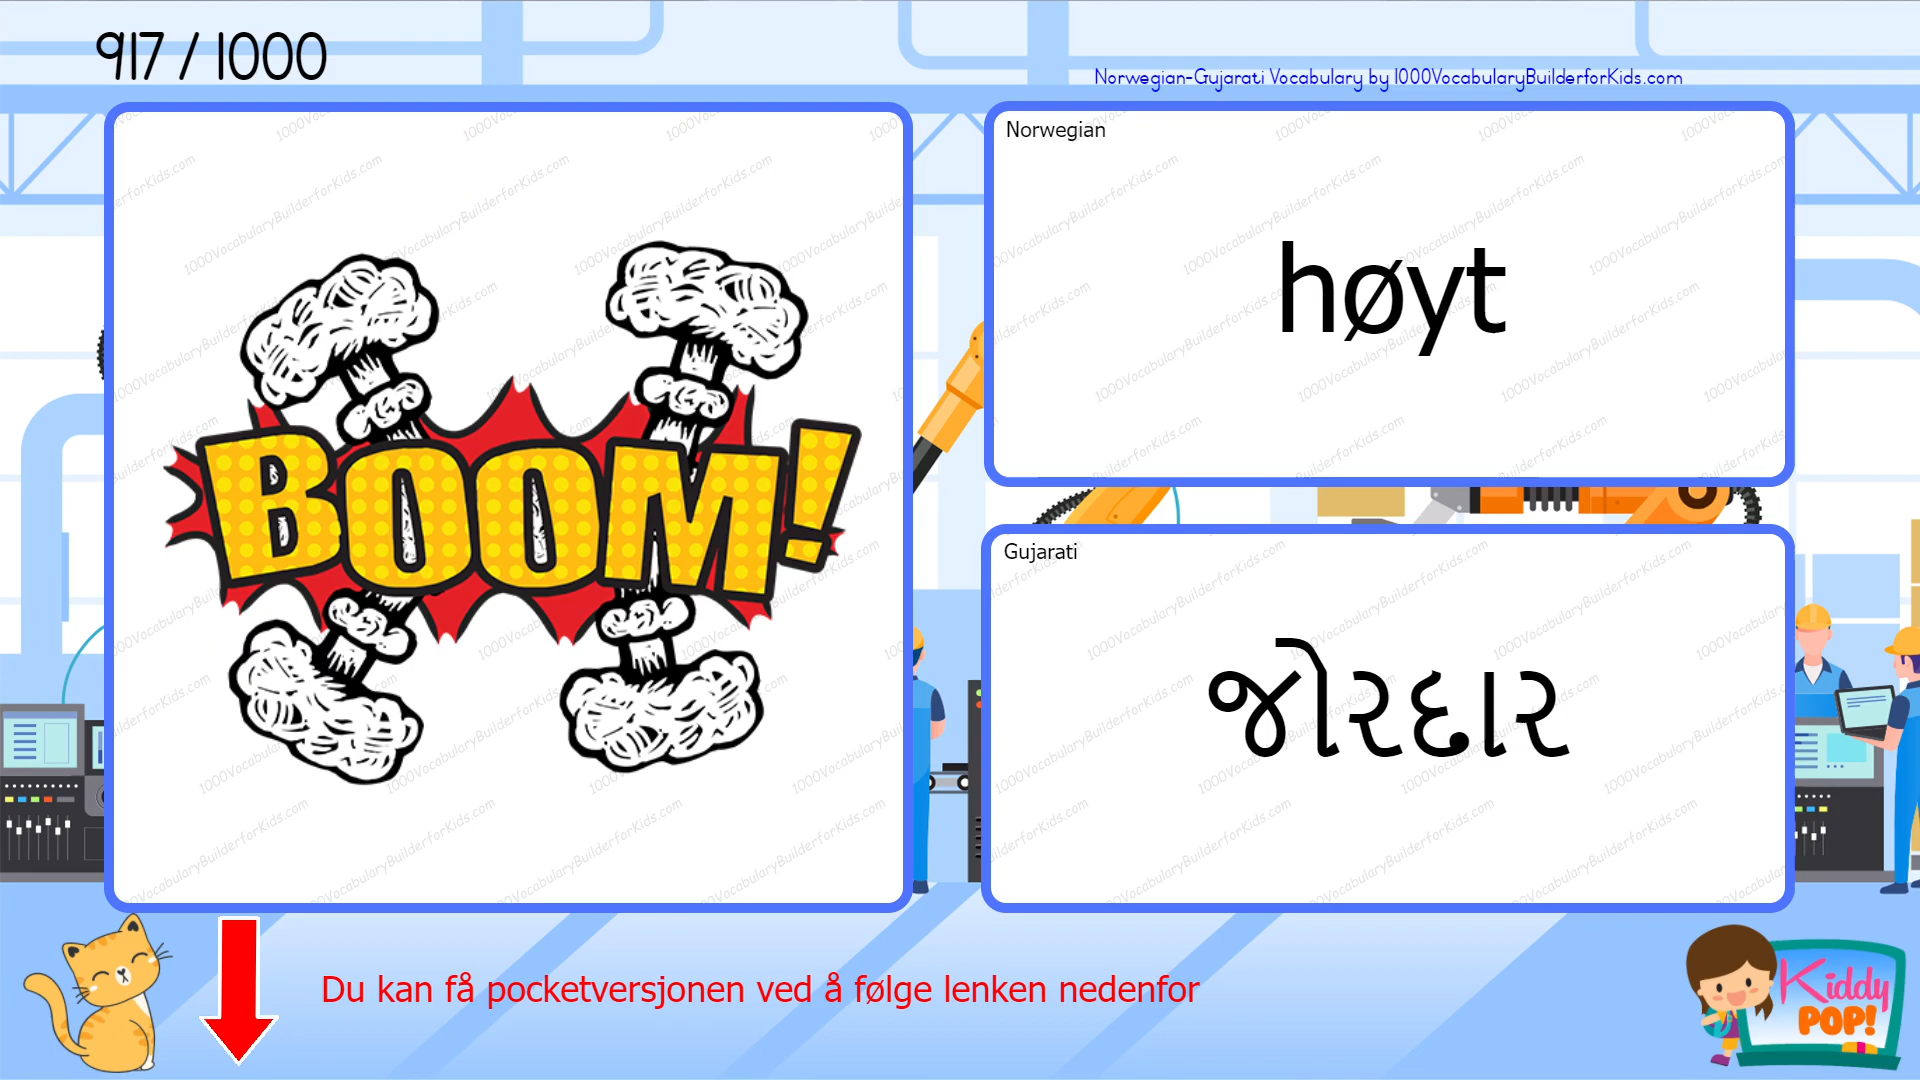 917 / 1000
Norwegian-Gujarati Vocabulary by 1000VocabularyBuilderforKids.com
BOOM!
Norwegian
høyt
Gujarati
જોરદાર
Du kan få pocketversjonen ved å følge lenken nedenfor
Kiddy
POP!